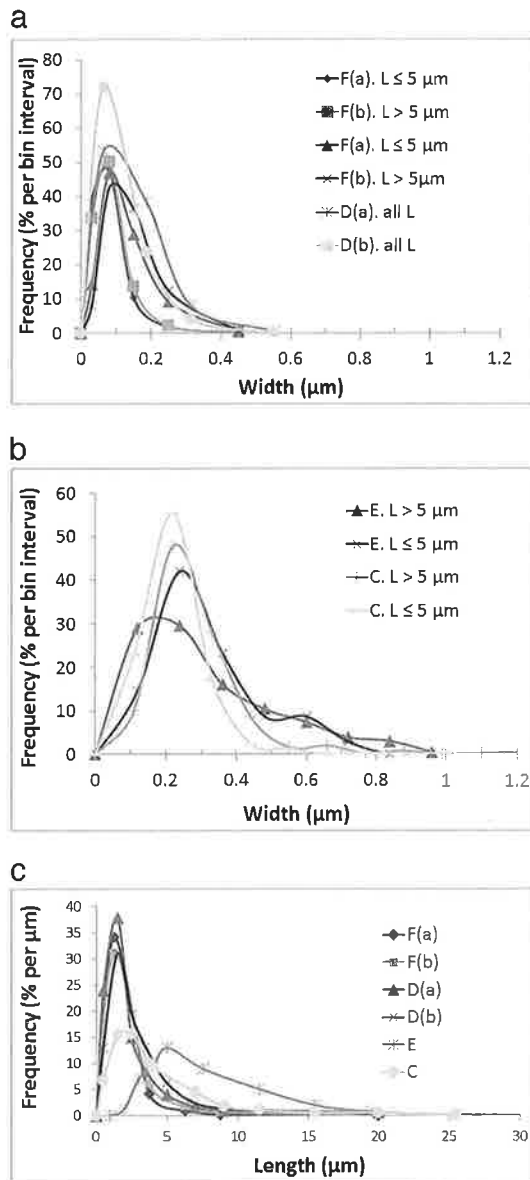 a
Frequency (% per bin interval)
80
70
60
50
40
30
20
10
0
0
0.2
0.4
0.6
0.8
1
1.2
Width (µm)
F(a). L ≤ 5 µm
F(b). L > 5 µm
F(a). L ≤ 5 µm
F(b). L > 5µm
D(a). all L
D(b). all L
b
Frequency (% per bin interval)
60
50
40
30
20
10
0
0
0.2
0.4
0.6
0.8
1
1.2
Width (µm)
E. L > 5 µm
E. L ≤ 5 µm
C. L > 5 µm
C. L ≤ 5 µm
c
Frequency (% per µm)
40
35
30
25
20
15
10
5
0
0
5
10
15
20
25
30
Length (µm)
F(a)
F(b)
D(a)
D(b)
E
C